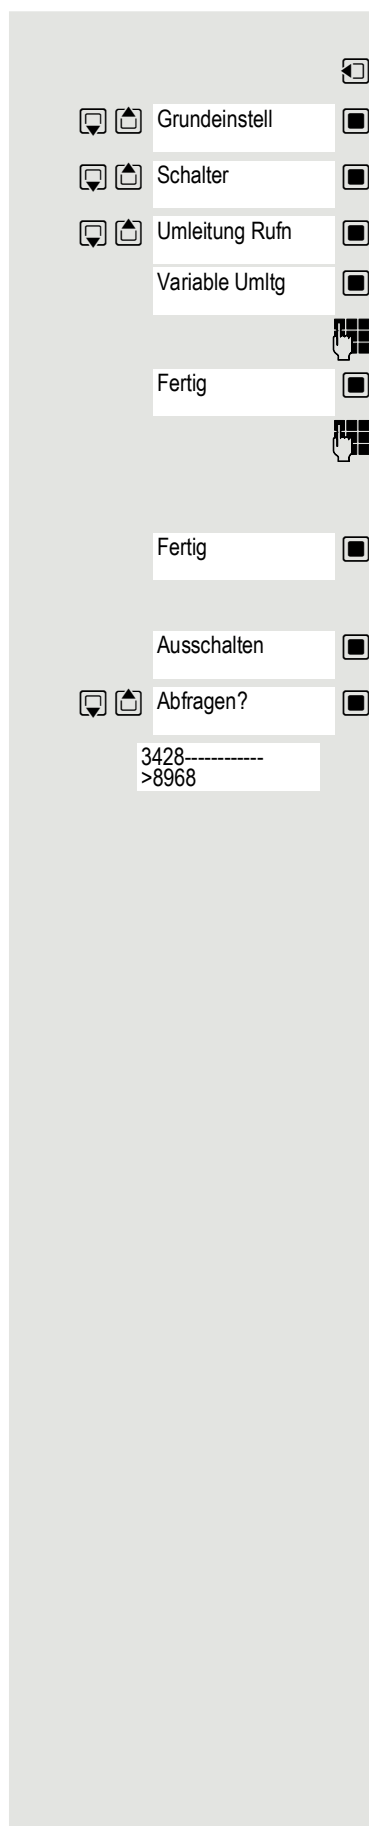 Grundeinstell
Schalter
Umleitung Rufn
Variable Umltg
Fertig
Fertig
Ausschalten
Abfragen?
3428------------
>8968